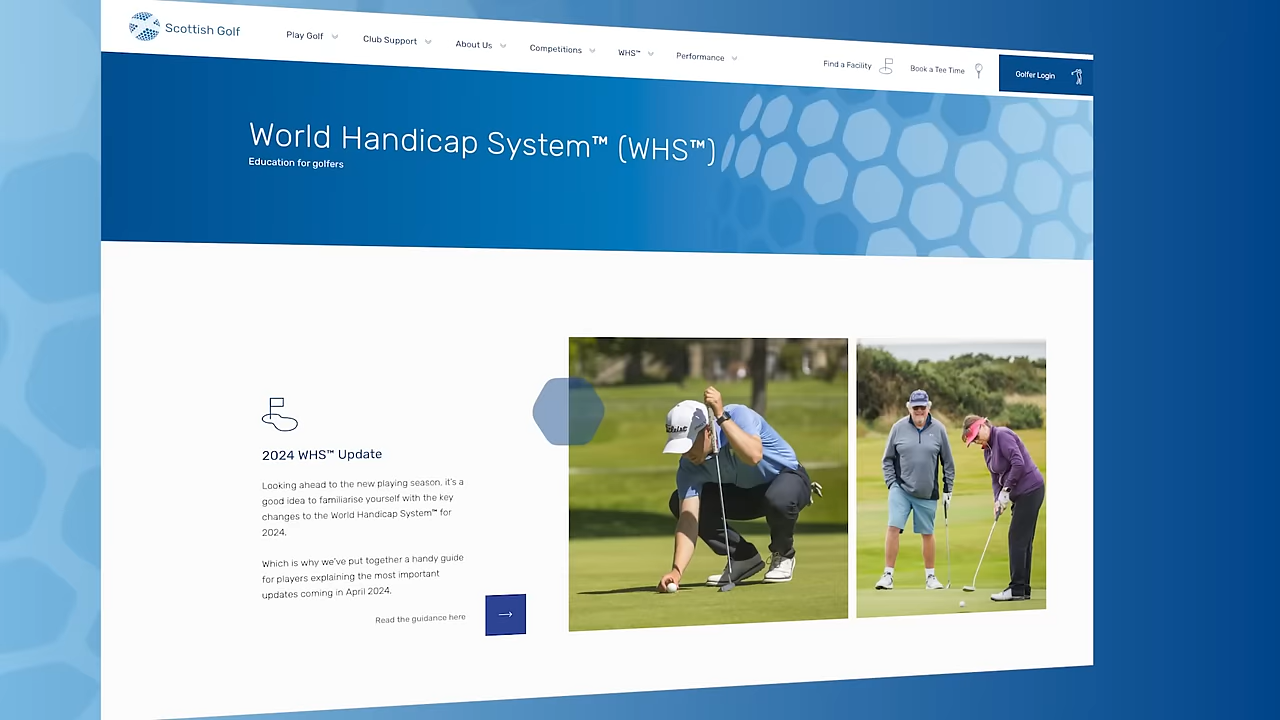 Scottish Golf
Play Golf
Club Support
About Us
Competitions
WHS™
Performance
Find a Facility
Book a Tee Time
Golfer Login
World Handicap System™ (WHS™)
Education for golfers
2024 WHS™ Update
Looking ahead to the new playing season, it's a
good idea to familiarise yourself with the key
changes to the World Handicap System™ for
2024.
Which is why we've put together a handy guide
for players explaining the most important
updates coming in April 2024.
Read the guidance here
Titleist